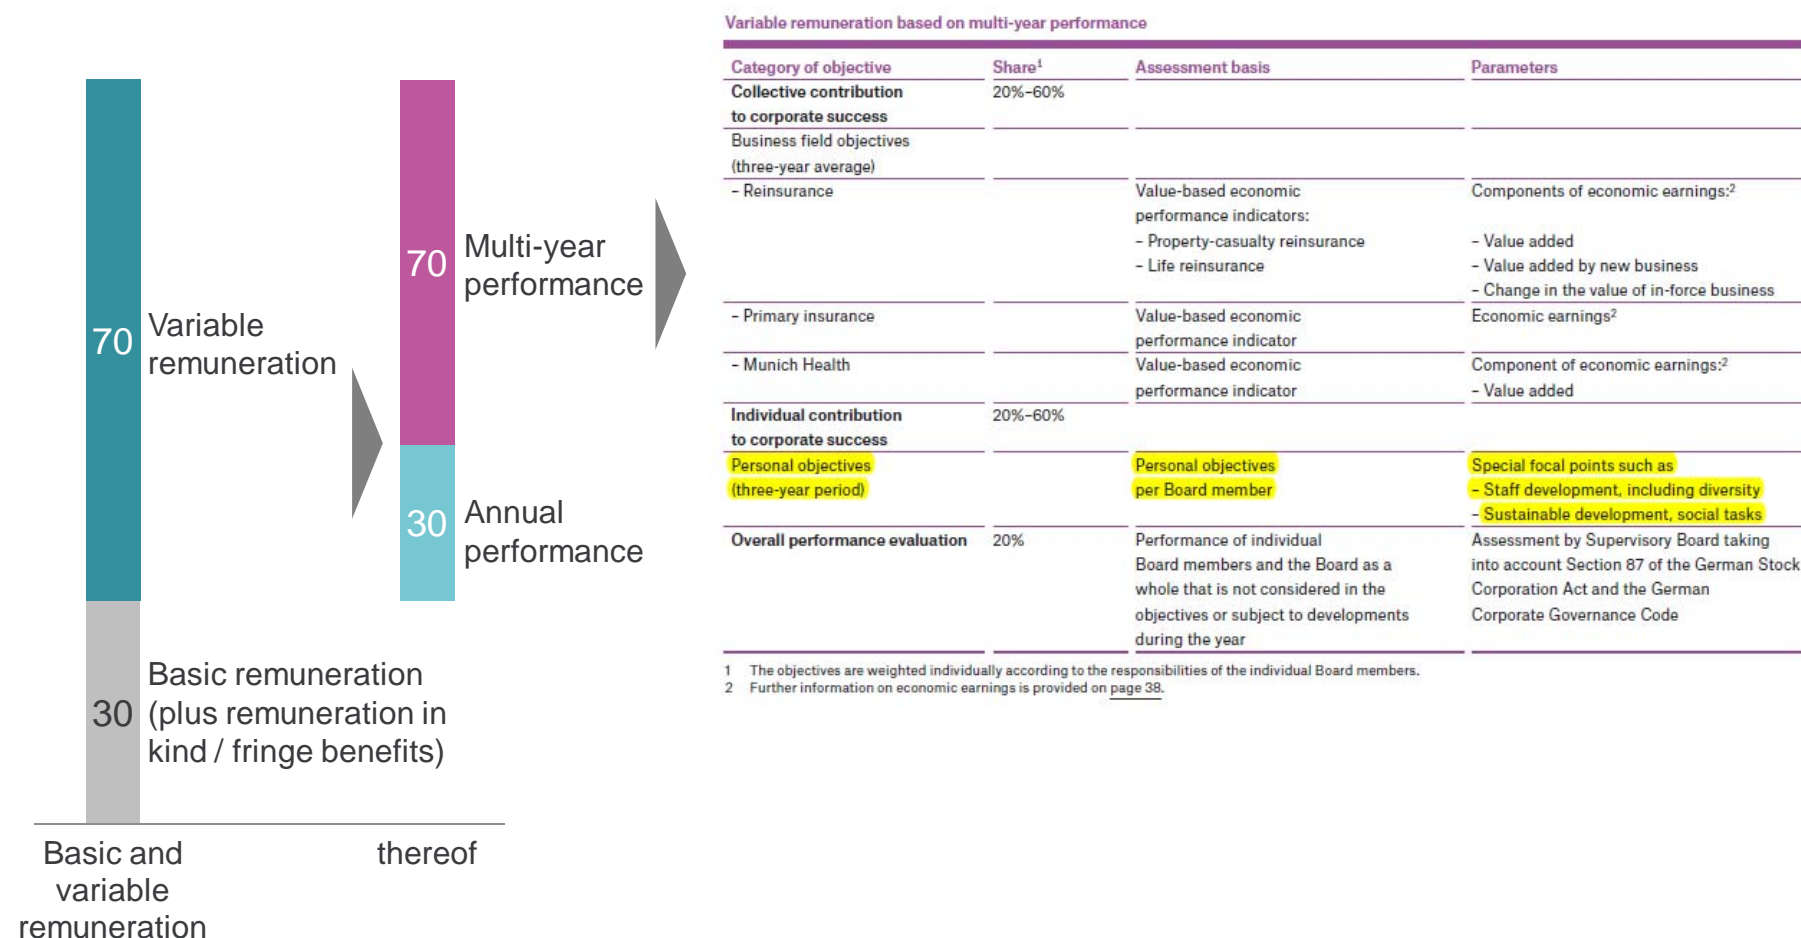 70
Variable
remuneration
30
Basic remuneration
(plus remuneration in
kind / fringe benefits)
Basic and
variable
remuneration
70
Multi-year
performance
30
Annual
performance
thereof
Variable remuneration based on multi-year performance
Category of objective Share1 Assessment basis Parameters
Collective contribution 20%–60%
to corporate success
Business field objectives
(three-year average)
– Reinsurance Value-based economic Components of economic earnings:2
performance indicators:
– Property-casualty reinsurance – Value added
– Life reinsurance – Value added by new business
– Change in the value of in-force business
– Primary insurance Value-based economic Economic earnings2
performance indicator
– Munich Health Value-based economic Component of economic earnings:2
performance indicator – Value added
Individual contribution 20%–60%
to corporate success
Personal objectives Personal objectives Special focal points such as
(three-year period) per Board member – Staff development, including diversity
– Sustainable development, social tasks
Overall performance evaluation 20% Performance of individual Assessment by Supervisory Board taking
Board members and the Board as a into account Section 87 of the German Stock
whole that is not considered in the Corporation Act and the German
objectives or subject to developments Corporate Governance Code
during the year
1 The objectives are weighted individually according to the responsibilities of the individual Board members.
2 Further information on economic earnings is provided on page 38.